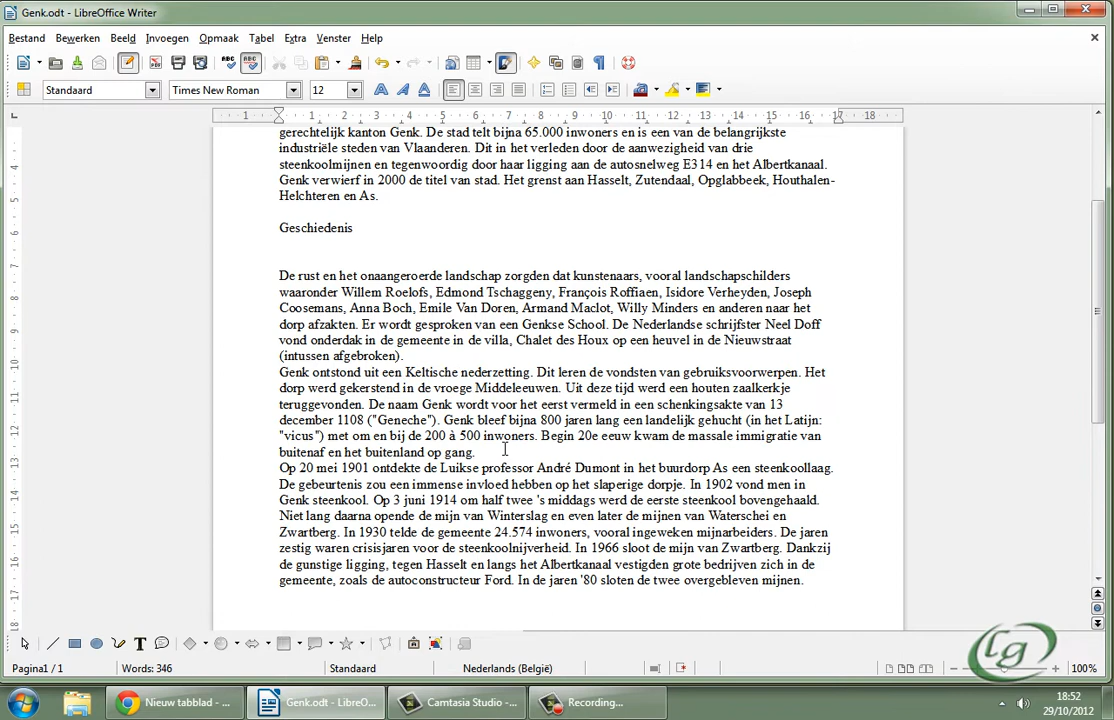 Genk.odt - LibreOffice Writer
Bestand Bewerken Beeld Invoegen Opmaak Tabel Extra Venster Help
Standaard Times New Roman 12
1 1 2 3 4 5 6 7 8 9 10 11 12 13 14 15 16 17 18
gerechtelijk kanton Genk. De stad telt bijna 65.000 inwoners en is een van de belangrijkste
industriële steden van Vlaanderen. Dit in het verleden door de aanwezigheid van drie
steenkoolmijnen en tegenwoordig door haar ligging aan de autosnelweg E314 en het Albertkanaal.
Genk verwierf in 2000 de titel van stad. Het grenst aan Hasselt, Zutendaal, Opglabbeek, Houthalen-
Helchteren en As.
Geschiedenis
De rust en het onaangeroerde landschap zorgden dat kunstenaars, vooral landschapschilders
waaronder Willem Roelofs, Edmond Tschaggeny, François Roffiaen, Isidore Verheyden, Joseph
Coosemans, Anna Boch, Emile Van Doren, Armand Maclot, Willy Minders en anderen naar het
dorp afzakten. Er wordt gesproken van een Genkse School. De Nederlandse schrijfster Neel Doff
vond onderdak in de gemeente in de villa, Chalet des Houx op een heuvel in de Nieuwstraat
(intussen afgebroken).
Genk ontstond uit een Keltische nederzetting. Dit leren de vondsten van gebruiksvoorwerpen. Het
dorp werd gekerstend in de vroege Middeleeuwen. Uit deze tijd werd een houten zaalkerkje
teruggevonden. De naam Genk wordt voor het eerst vermeld in een schenkingsakte van 13
december 1108 ("Geneche"). Genk bleef bijna 800 jaren lang een landelijk gehucht (in het Latijn:
"vicus") met om en bij de 200 à 500 inwoners. Begin 20e eeuw kwam de massale immigratie van
buitenaf en het buitenland op gang.
Op 20 mei 1901 ontdekte de Luikse professor André Dumont in het buurdorp As een steenkoollaag.
De gebeurtenis zou een immense invloed hebben op het slaperige dorpje. In 1902 vond men in
Genk steenkool. Op 3 juni 1914 om half twee 's middags werd de eerste steenkool bovengehaald.
Niet lang daarna opende de mijn van Winterslag en even later de mijnen van Waterschei en
Zwartberg. In 1930 telde de gemeente 24.574 inwoners, vooral ingeweken mijnarbeiders. De jaren
zestig waren crisisjaren voor de steenkoolnijverheid. In 1966 sloot de mijn van Zwartberg. Dankzij
de gunstige ligging, tegen Hasselt en langs het Albertkanaal vestigden grote bedrijven zich in de
gemeente, zoals de autoconstructeur Ford. In de jaren '80 sloten de twee overgebleven mijnen.
Pagina1 / 1 Words: 346 Standaard Nederlands (België) 100%
Nieuw tabblad - ... Genk.odt - LibreO... Camtasia Studio -... Recording...
18:52
29/10/2012